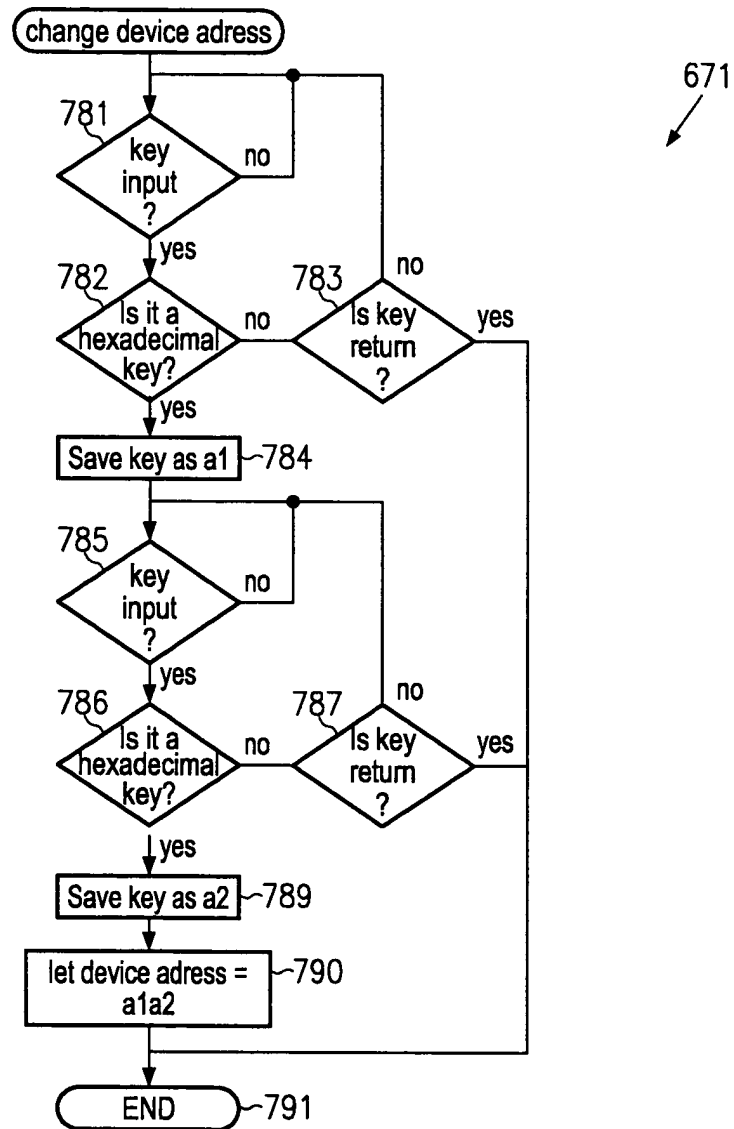 change device adress
671
781
key
input
?
no
yes
782
Is it a
hexadecimal
key?
no
783
no
Is key
return
?
yes
yes
Save key as a1
784
785
key
input
?
no
yes
786
Is it a
hexadecimal
key?
no
787
no
Is key
return
?
yes
yes
Save key as a2
789
let device adress =
a1a2
790
END
791